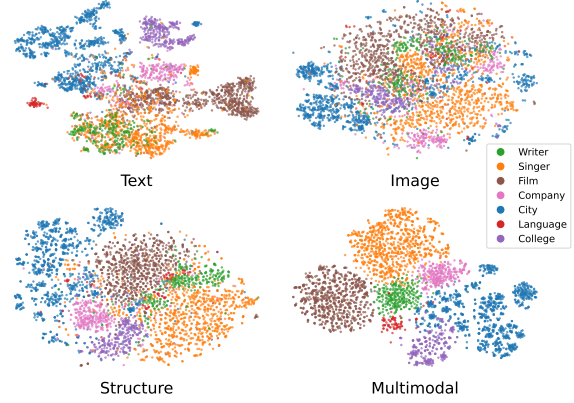 Text
Image
Writer
Singer
Film
Company
City
Language
College
Structure
Multimodal